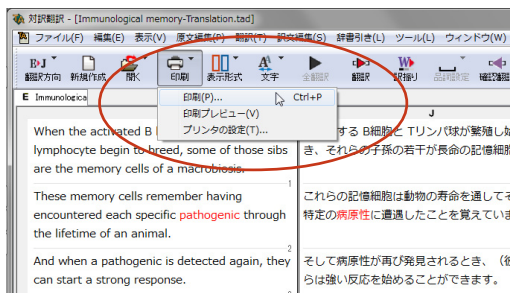 対訳翻訳 - [Immunological memory-Translation.tad]
ファイル(F) 編集(E) 表示(V) 原文編集(P) 翻訳(T) 訳文編集(S) 辞書引き(L) ツール(L) ウィンドウ(W)
翻訳方向 新規作成 開く 印刷 表示形式 文字 全翻訳 翻訳 訳振り 品詞設定 確認翻訳
E Immunologica
印刷(P)... Ctrl+P
印刷プレビュー(V)
プリンタの設定(T)...
J
When the activated B
lymphocyte begin to breed, some of those sibs
are the memory cells of a macrobiosis.
1
する B細胞と Tリンパ球が繁殖し始
き、それらの子孫の若干が長命の記憶細胞
These memory cells remember having
encountered each specific pathogenic through
the lifetime of an animal.
2
これらの記憶細胞は動物の寿命を通してそ
特定の病原性に遭遇したことを覚えていま
And when a pathogenic is detected again, they
can start a strong response.
そして病原性が再び発見されるとき、（彼
らは強い反応を始めることができます。